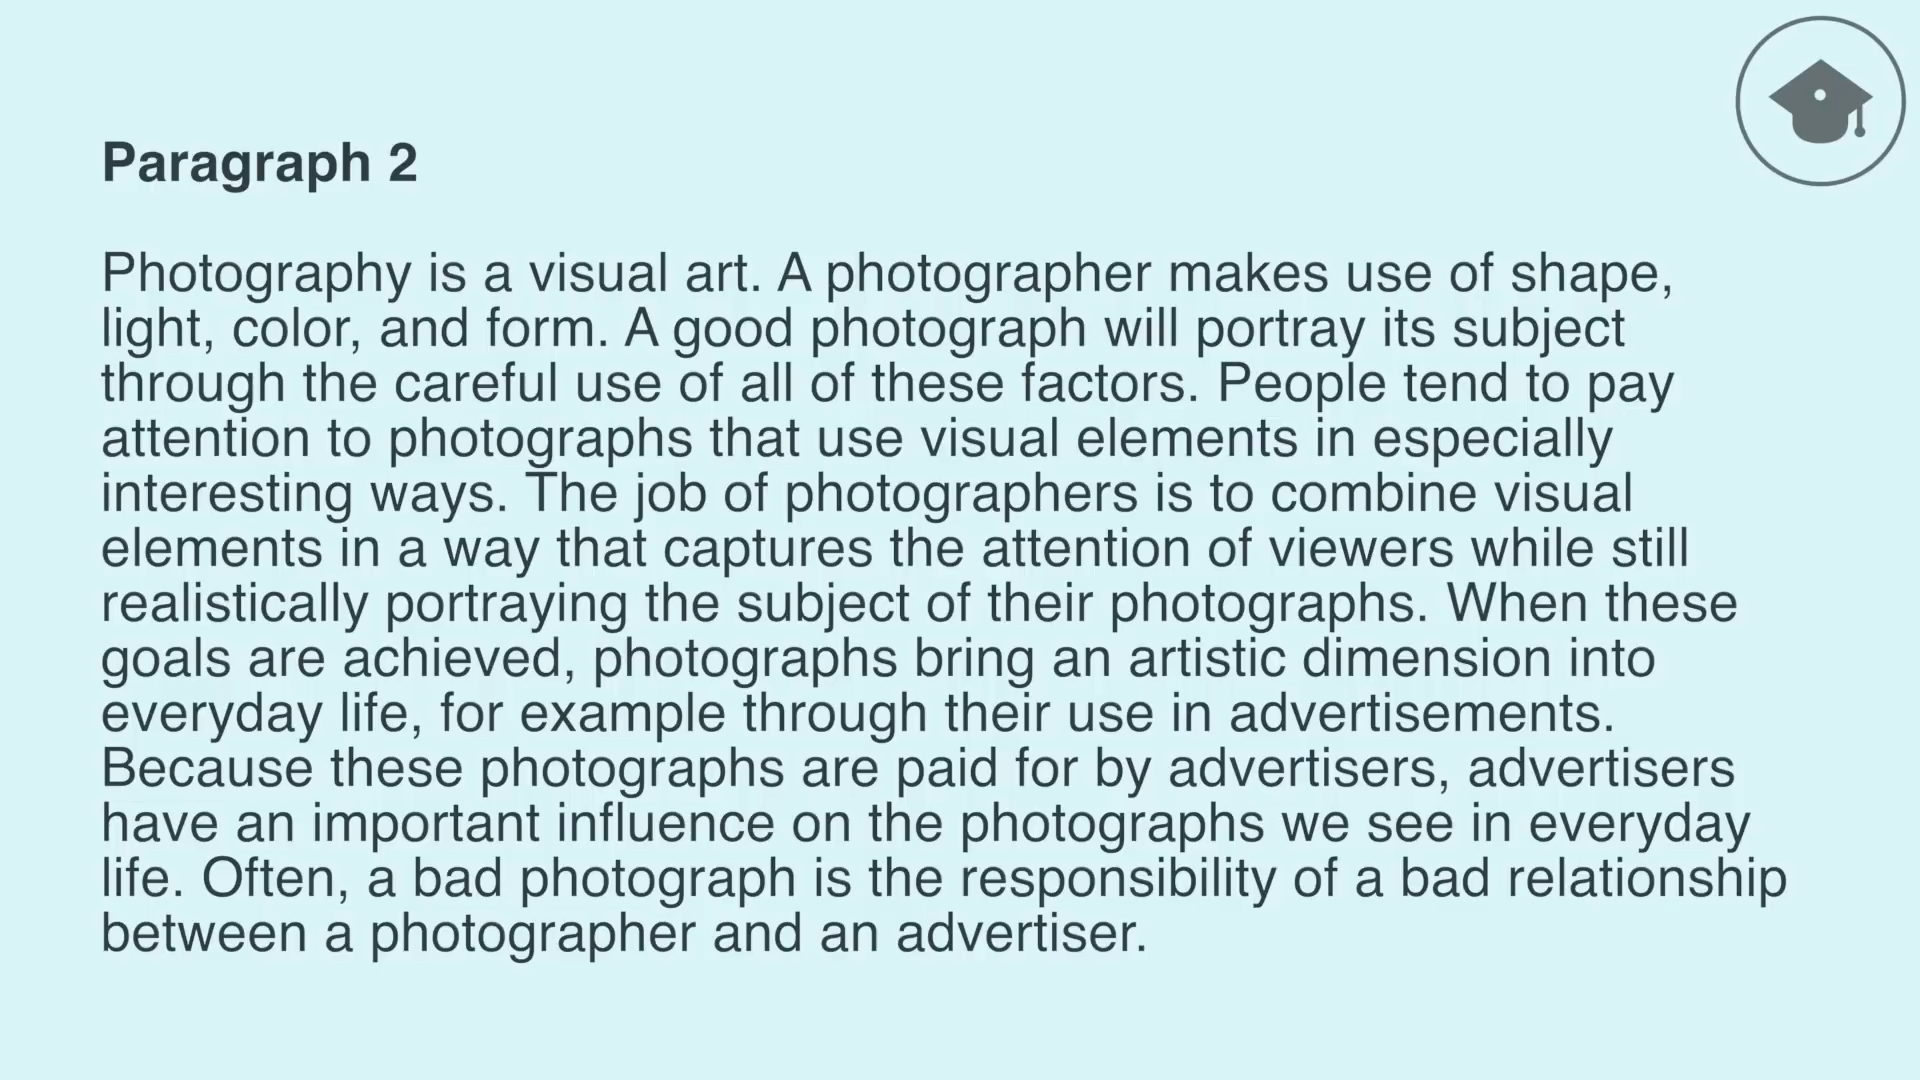 Paragraph 2
Photography is a visual art. A photographer makes use of shape,
light, color, and form. A good photograph will portray its subject
through the careful use of all of these factors. People tend to pay
attention to photographs that use visual elements in especially
interesting ways. The job of photographers is to combine visual
elements in a way that captures the attention of viewers while still
realistically portraying the subject of their photographs. When these
goals are achieved, photographs bring an artistic dimension into
everyday life, for example through their use in advertisements.
Because these photographs are paid for by advertisers, advertisers
have an important influence on the photographs we see in everyday
life. Often, a bad photograph is the responsibility of a bad relationship
between a photographer and an advertiser.